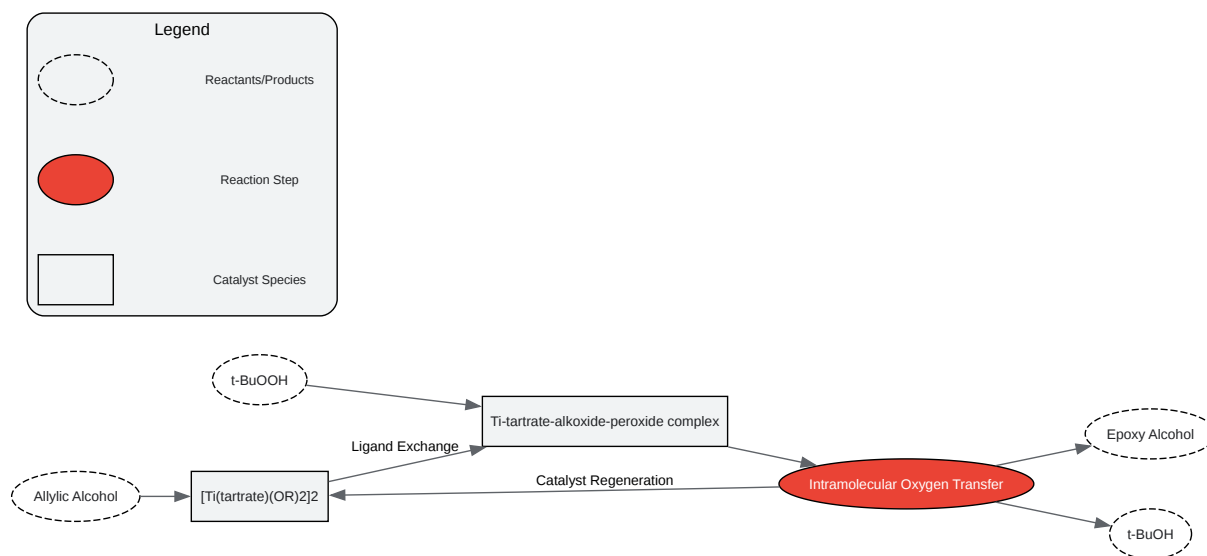 Legend
Reactants/Products
Reaction Step
Catalyst Species
t-BuOOH
Ti-tartrate-alkoxide-peroxide complex
Ligand Exchange
Epoxy Alcohol
Allylic Alcohol
[Ti(tartrate)(OR)2]2
Catalyst Regeneration
Intramolecular Oxygen Transfer
t-BuOH